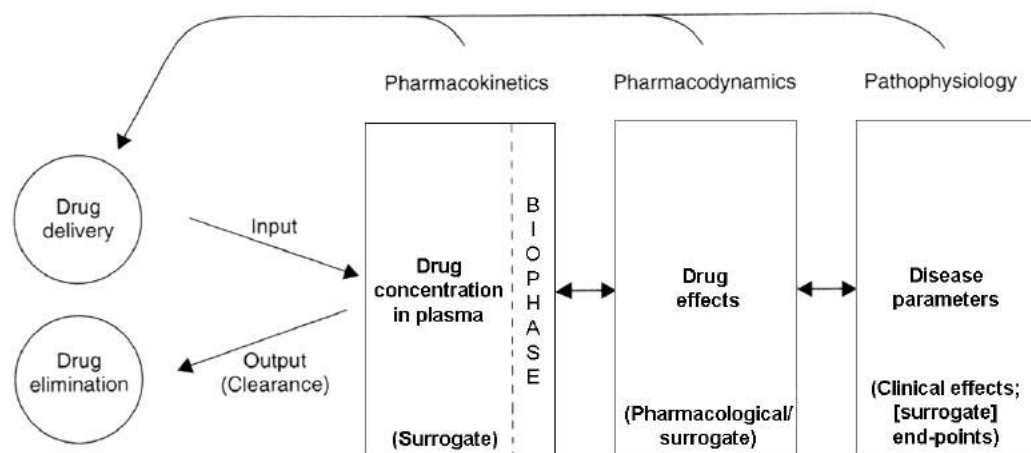 Pharmacokinetics
Pharmacodynamics
Pathophysiology
Drug
delivery
Input
Drug
elimination
Output
(Clearance)
Drug
concentration
in plasma
(Surrogate)
B
I
O
P
H
A
S
E
Drug
effects
(Pharmacological/
surrogate)
Disease
parameters
(Clinical effects;
[surrogate]
end-points)